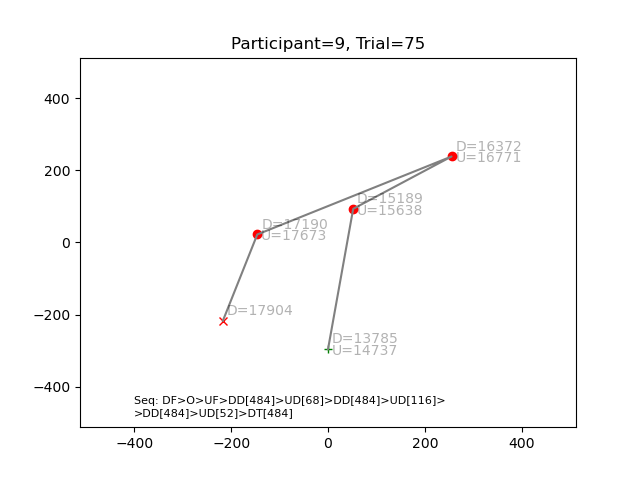 Participant=9, Trial=75
400
200
0
−200
−400
D=16372
U=16771
D=15189
U=15638
D=17190
U=17673
D=17904
D=13785
U=14737
Seq: DF>O>UF>DD[484]>UD[68]>DD[484]>UD[116]>
>DD[484]>UD[52]>DT[484]
−400 −200 0 200 400